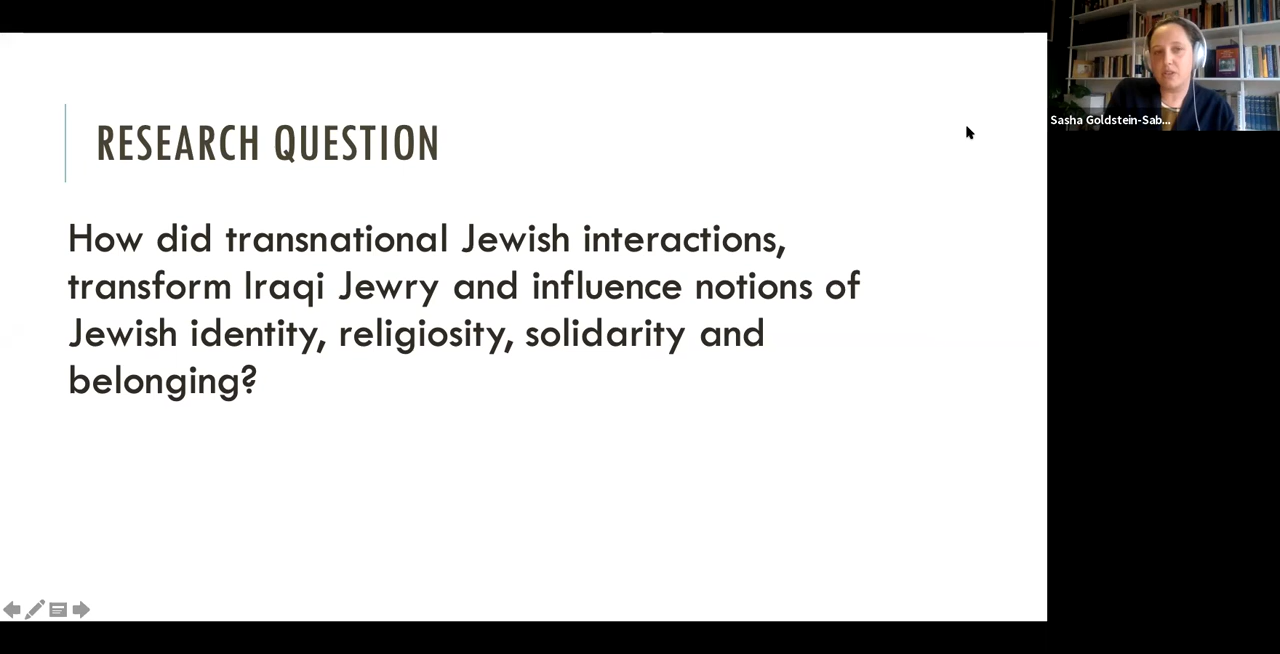 RESEARCH QUESTION
How did transnational Jewish interactions,
transform Iraqi Jewry and influence notions of
Jewish identity, religiosity, solidarity and
belonging?
Sasha Goldstein-Sab...